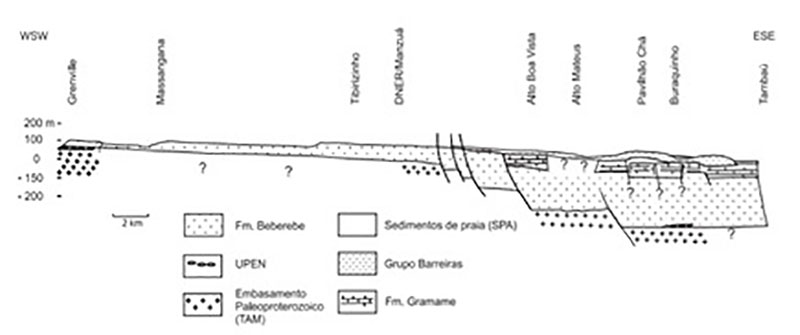 WSW
ESE
Grenville
Massangana
Tibirizinho
DNER/Manzuá
Alto Boa Vista
Alto Mateus
Pavilhão Chã
Buraquinho
Tambaú
200 m
100
0
- 150
- 200
? ? ? ? ? ? ? ?
2 km
Fm. Beberebe
Sedimentos de praia (SPA)
UPEN
Grupo Barreiras
Embasamento
Paleoproterozoico
(TAM)
Fm. Gramame